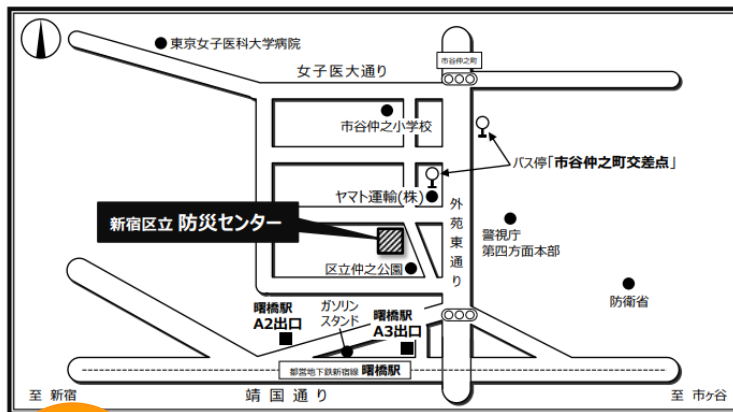 東京女子医科大学病院
女子医大通り
市谷仲之町
市谷仲之小学校
バス停「市谷仲之町交差点」
ヤマト運輸(株)
外苑東通り
新宿区立 防災センター
警視庁
第四方面本部
区立仲之公園
防衛省
曙橋駅
A2出口
ガソリン
スタンド
曙橋駅
A3出口
都営地下鉄新宿線 曙橋駅
至 新宿
靖国通り
至 市ヶ谷